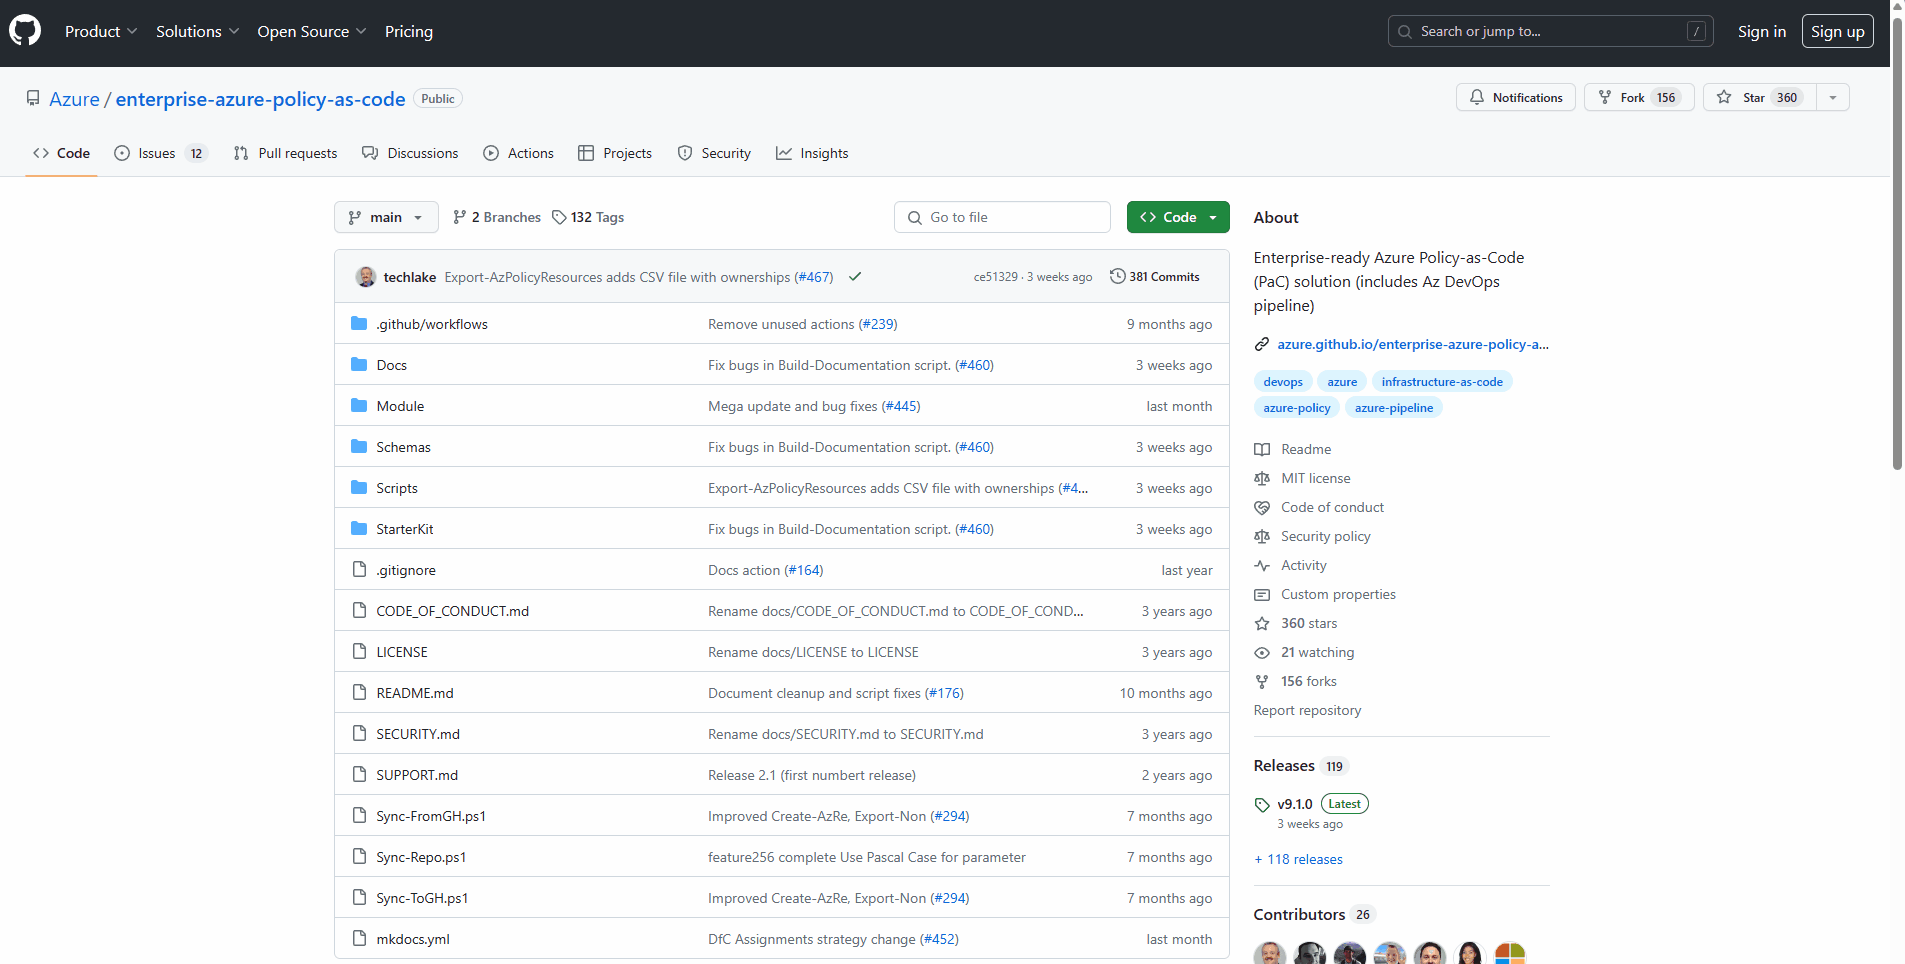 Product Solutions Open Source Pricing Search or jump to... / Sign in Sign up
Azure / enterprise-azure-policy-as-code Public Notifications Fork 156 Star 360
Code Issues 12 Pull requests Discussions Actions Projects Security Insights
main 2 Branches 132 Tags Go to file Code
techlake Export-AzPolicyResources adds CSV file with ownerships (#467) ce51329 · 3 weeks ago 381 Commits
.github/workflows Remove unused actions (#239) 9 months ago
Docs Fix bugs in Build-Documentation script. (#460) 3 weeks ago
Module Mega update and bug fixes (#445) last month
Schemas Fix bugs in Build-Documentation script. (#460) 3 weeks ago
Scripts Export-AzPolicyResources adds CSV file with ownerships (#4... 3 weeks ago
StarterKit Fix bugs in Build-Documentation script. (#460) 3 weeks ago
.gitignore Docs action (#164) last year
CODE_OF_CONDUCT.md Rename docs/CODE_OF_CONDUCT.md to CODE_OF_COND... 3 years ago
LICENSE Rename docs/LICENSE to LICENSE 3 years ago
README.md Document cleanup and script fixes (#176) 10 months ago
SECURITY.md Rename docs/SECURITY.md to SECURITY.md 3 years ago
SUPPORT.md Release 2.1 (first numbert release) 2 years ago
Sync-FromGH.ps1 Improved Create-AzRe, Export-Non (#294) 7 months ago
Sync-Repo.ps1 feature256 complete Use Pascal Case for parameter 7 months ago
Sync-ToGH.ps1 Improved Create-AzRe, Export-Non (#294) 7 months ago
mkdocs.yml DfC Assignments strategy change (#452) last month
About
Enterprise-ready Azure Policy-as-Code
(PaC) solution (includes Az DevOps
pipeline)
azure.github.io/enterprise-azure-policy-a...
devops azure infrastructure-as-code
azure-policy azure-pipeline
Readme
MIT license
Code of conduct
Security policy
Activity
Custom properties
360 stars
21 watching
156 forks
Report repository
Releases 119
v9.1.0 Latest
3 weeks ago
+ 118 releases
Contributors 26